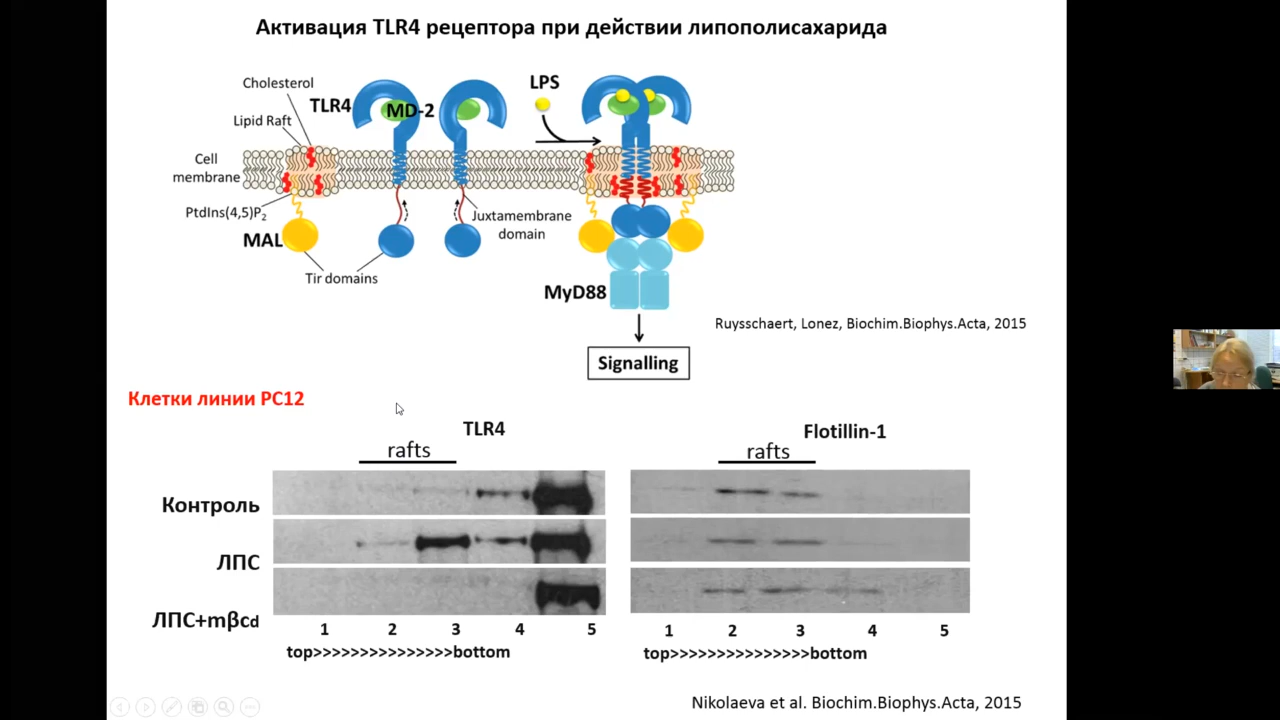 Активация TLR4 рецептора при действии липополисахарида
Cholesterol
TLR4
MD-2
LPS
Lipid Raft
Cell
membrane
PtdIns(4,5)P2
MAL
Juxtamembrane
domain
Tir domains
MyD88
Ruysschaert, Lonez, Biochim.Biophys.Acta, 2015
Signalling
Клетки линии PC12
TLR4
rafts
Flotillin-1
rafts
Контроль
ЛПС
ЛПС+mβcd
1 2 3 4 5
top>>>>>>>>>>>>>>>bottom
1 2 3 4 5
top>>>>>>>>>>>>>>>bottom
Nikolaeva et al. Biochim.Biophys.Acta, 2015